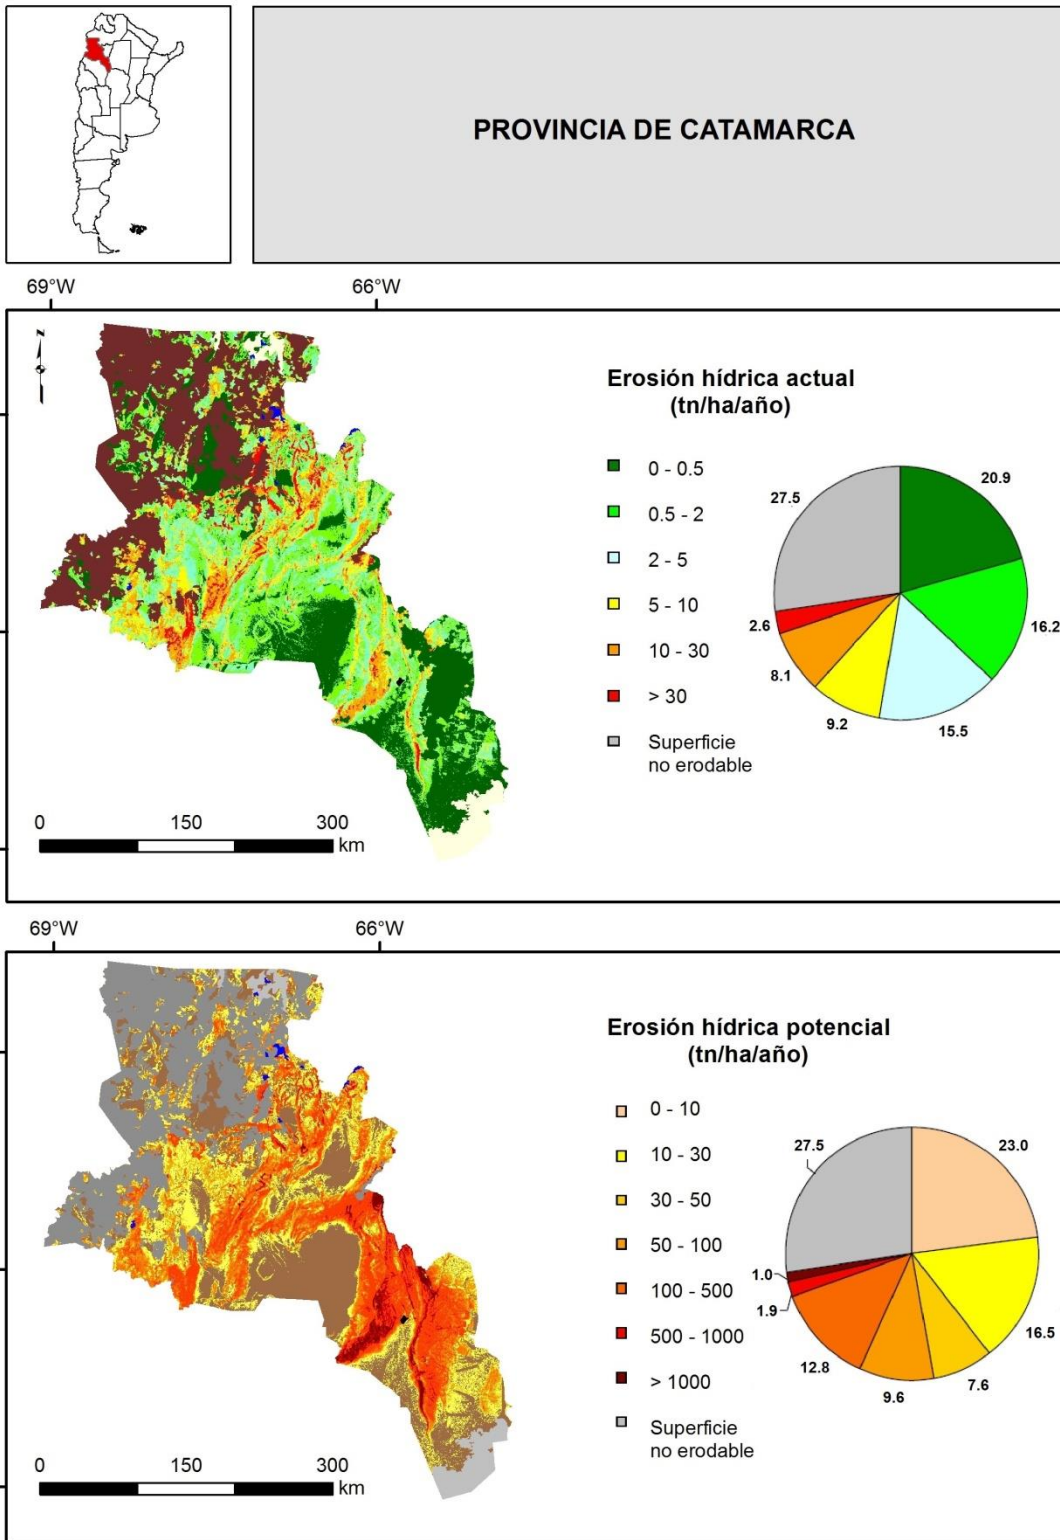 PROVINCIA DE CATAMARCA
69°W
66°W
N
Erosión hídrica actual
(tn/ha/año)
0 - 0.5
0.5 - 2
2 - 5
5 - 10
10 - 30
> 30
Superficie
no erodable
27.5
20.9
2.6
16.2
8.1
9.2
15.5
0
150
300
km
69°W
66°W
Erosión hídrica potencial
(tn/ha/año)
0 - 10
10 - 30
30 - 50
50 - 100
100 - 500
500 - 1000
> 1000
Superficie
no erodable
27.5
23.0
1.0
1.9
16.5
12.8
9.6
7.6
0
150
300
km